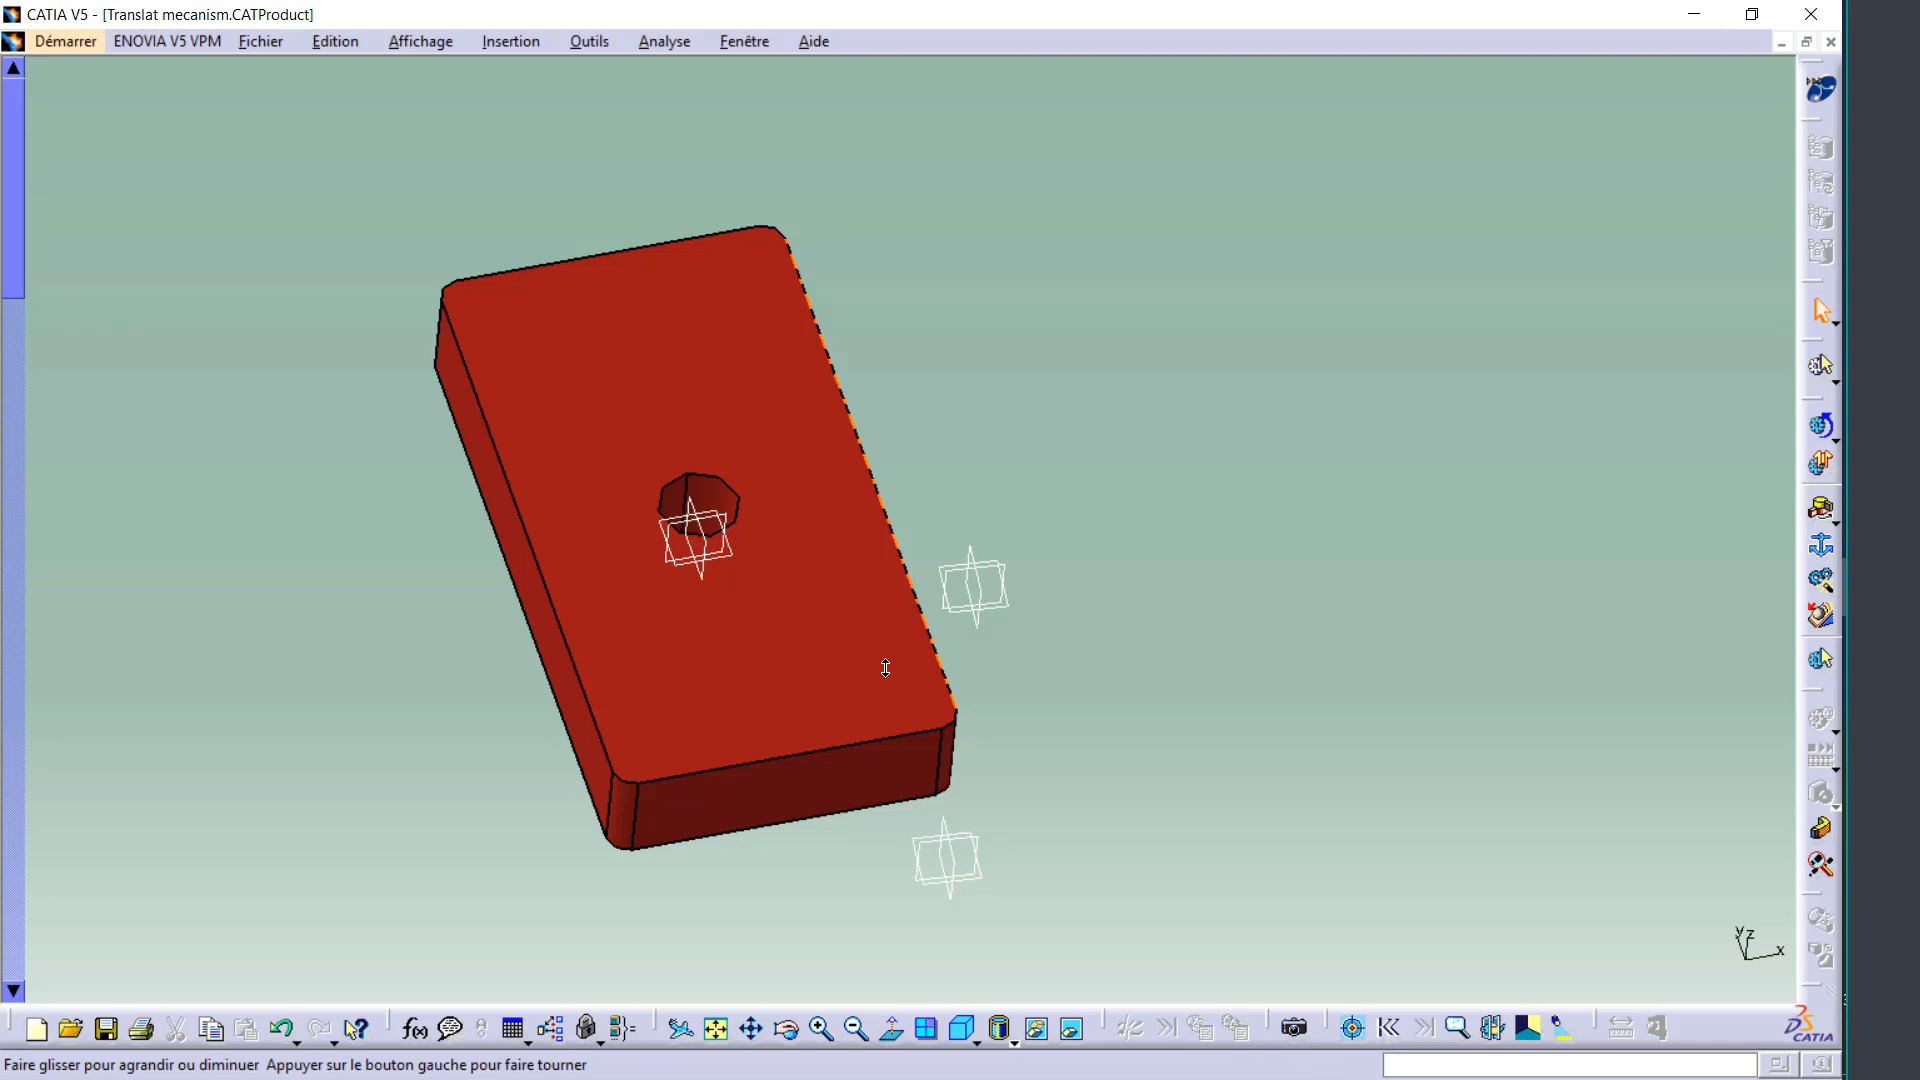 CATIA V5 - [Translat mecanism.CATProduct]
Démarrer ENOVIA V5 VPM Fichier Edition Affichage Insertion Outils Analyse Fenêtre Aide
y z
x
f(x)
CATIA
Faire glisser pour agrandir ou diminuer Appuyer sur le bouton gauche pour faire tourner